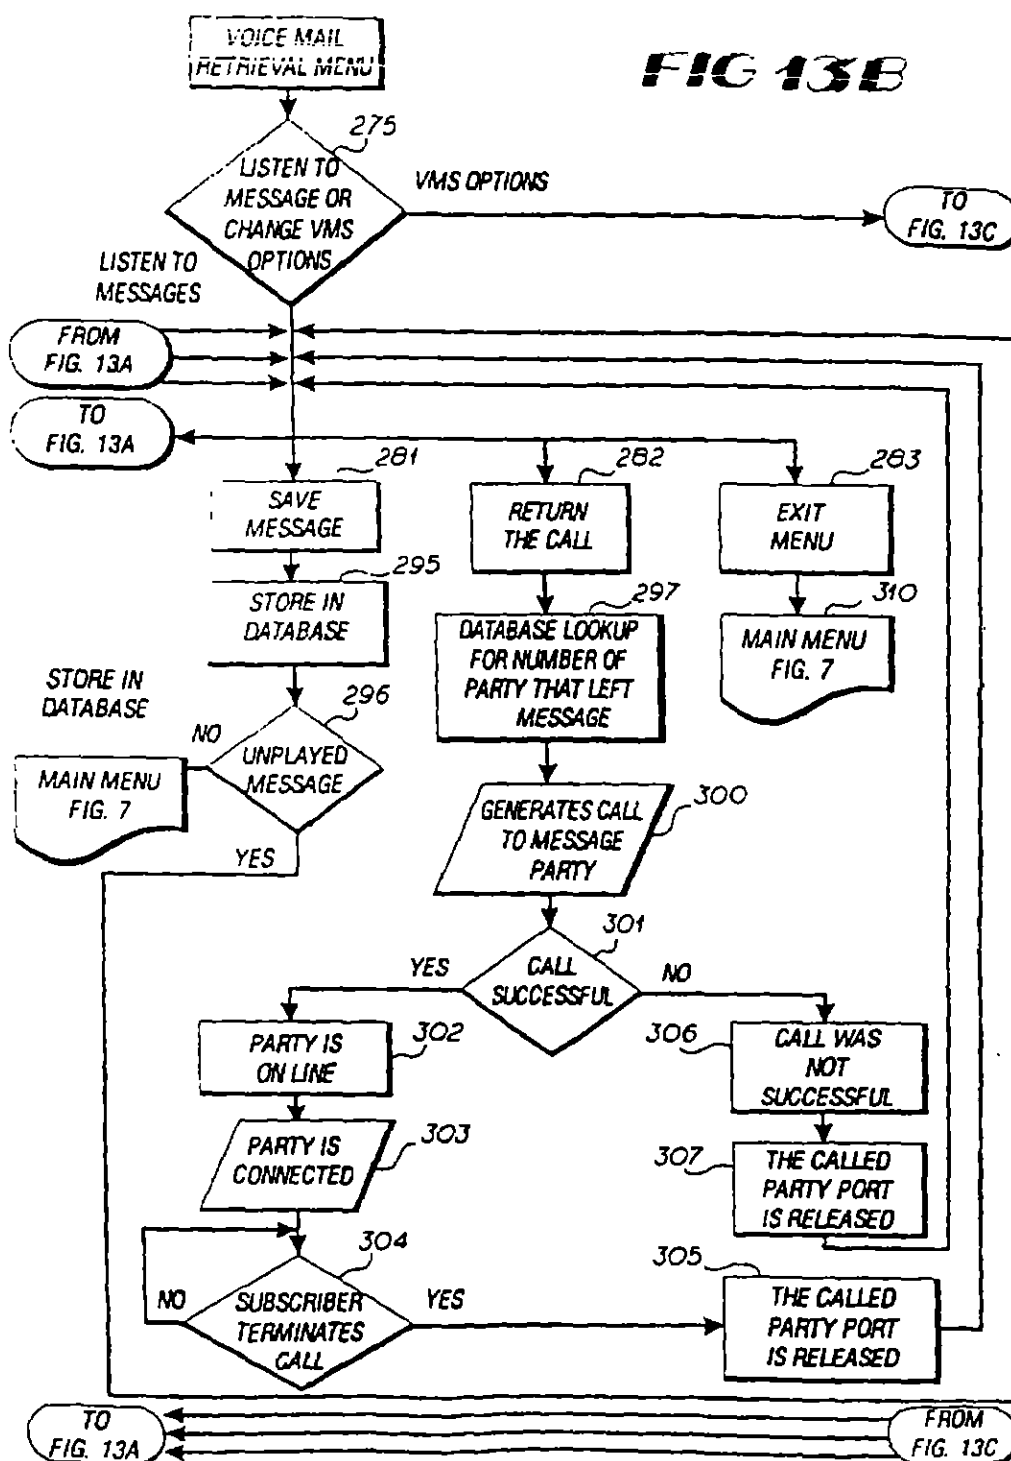 VOICE MAIL
RETRIEVAL MENU
FIG 13B
275
LISTEN TO
MESSAGE OR
CHANGE VMS
OPTIONS
VMS OPTIONS
TO
FIG. 13C
LISTEN TO
MESSAGES
FROM
FIG. 13A
TO
FIG. 13A
281
SAVE
MESSAGE
282
RETURN
THE CALL
283
EXIT
MENU
295
STORE IN
DATABASE
297
DATABASE LOOKUP
FOR NUMBER OF
PARTY THAT LEFT
MESSAGE
310
MAIN MENU
FIG. 7
STORE IN
DATABASE
296
NO
UNPLAYED
MESSAGE
MAIN MENU
FIG. 7
YES
300
GENERATES CALL
TO MESSAGE
PARTY
301
YES
CALL
SUCCESSFUL
NO
PARTY IS
ON LINE
302
306
CALL WAS
NOT
SUCCESSFUL
PARTY IS
CONNECTED
303
307
THE CALLED
PARTY PORT
IS RELEASED
304
NO
SUBSCRIBER
TERMINATES
CALL
YES
305
THE CALLED
PARTY PORT
IS RELEASED
TO
FIG. 13A
FROM
FIG. 13C